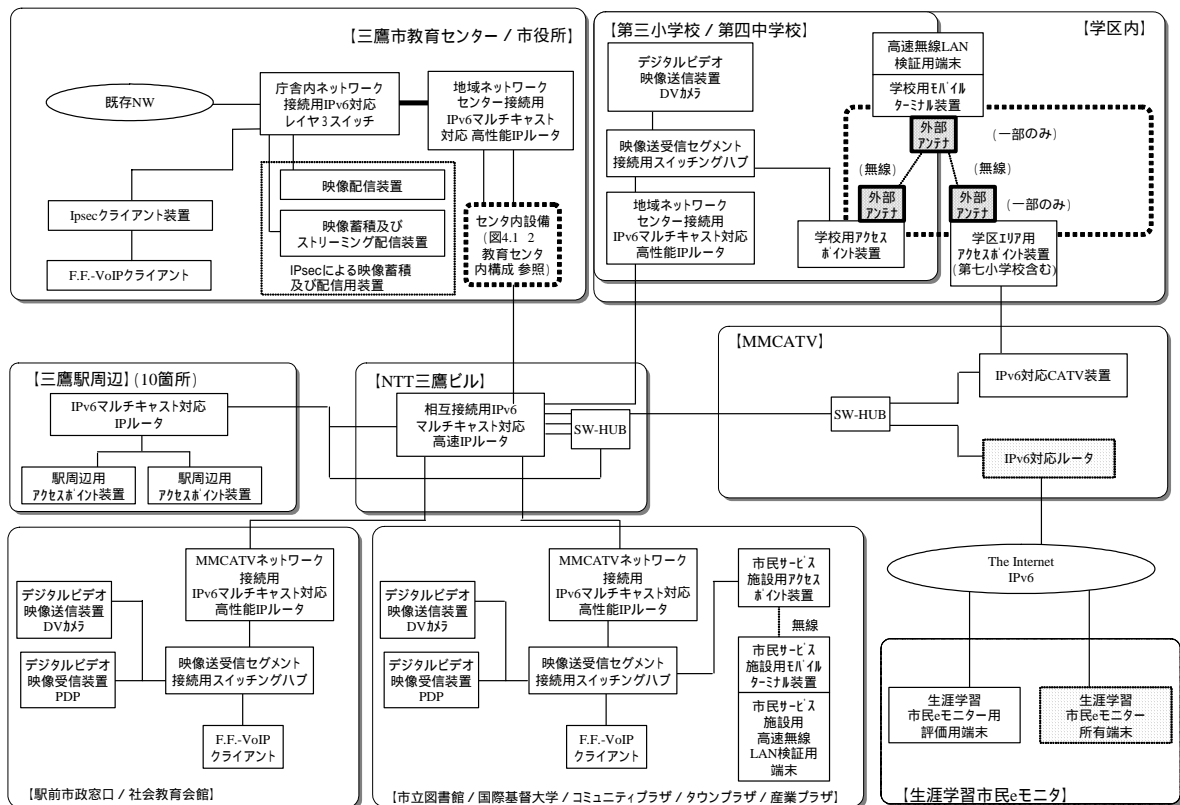 【三鷹市教育センター / 市役所】
既存NW
庁舎内ネットワーク
接続用IPv6対応
レイヤ3スイッチ
地域ネットワーク
センター接続用
IPv6マルチキャスト
対応 高性能IPルータ
映像配信装置
映像蓄積及び
ストリーミング配信装置
IPsecによる映像蓄積
及び配信用装置
センタ内設備
(図4.1 2
教育センタ
内構成 参照)
Ipsecクライアント装置
F.F.-VoIPクライアント
【第三小学校 / 第四中学校】
デジタルビデオ
映像送信装置
DVカメラ
映像送受信セグメント
接続用スイッチングハブ
地域ネットワーク
センター接続用
IPv6マルチキャスト対応
高性能IPルータ
学校用アクセス
ポイント装置
【学区内】
高速無線LAN
検証用端末
学校用モバイル
ターミナル装置
外部
アンテナ
(一部のみ)
(無線)
(無線)
外部
アンテナ
外部
アンテナ
(一部のみ)
学区エリア用
アクセスポイント装置
(第七小学校含む)
【三鷹駅周辺】(10箇所)
IPv6マルチキャスト対応
IPルータ
駅周辺用
アクセスポイント装置
駅周辺用
アクセスポイント装置
【NTT三鷹ビル】
相互接続用IPv6
マルチキャスト対応
高速IPルータ
SW-HUB
【MMCATV】
SW-HUB
IPv6対応CATV装置
IPv6対応ルータ
The Internet
IPv6
MMCATVネットワーク
接続用
IPv6マルチキャスト対応
高性能IPルータ
デジタルビデオ
映像送信装置
DVカメラ
デジタルビデオ
映像受信装置
PDP
映像送受信セグメント
接続用スイッチングハブ
F.F.-VoIP
クライアント
【駅前市政窓口 / 社会教育会館】
MMCATVネットワーク
接続用
IPv6マルチキャスト対応
高性能IPルータ
デジタルビデオ
映像送信装置
DVカメラ
デジタルビデオ
映像受信装置
PDP
映像送受信セグメント
接続用スイッチングハブ
F.F.-VoIP
クライアント
市民サービス
施設用アクセス
ポイント装置
無線
市民サービス
施設用モバイル
ターミナル装置
市民サービス
施設用
高速無線
LAN検証用
端末
【市立図書館 / 国際基督大学 / コミュニティプラザ / タウンプラザ / 産業プラザ】
生涯学習
市民eモニター用
評価用端末
生涯学習
市民eモニター
所有端末
【生涯学習市民eモニタ】